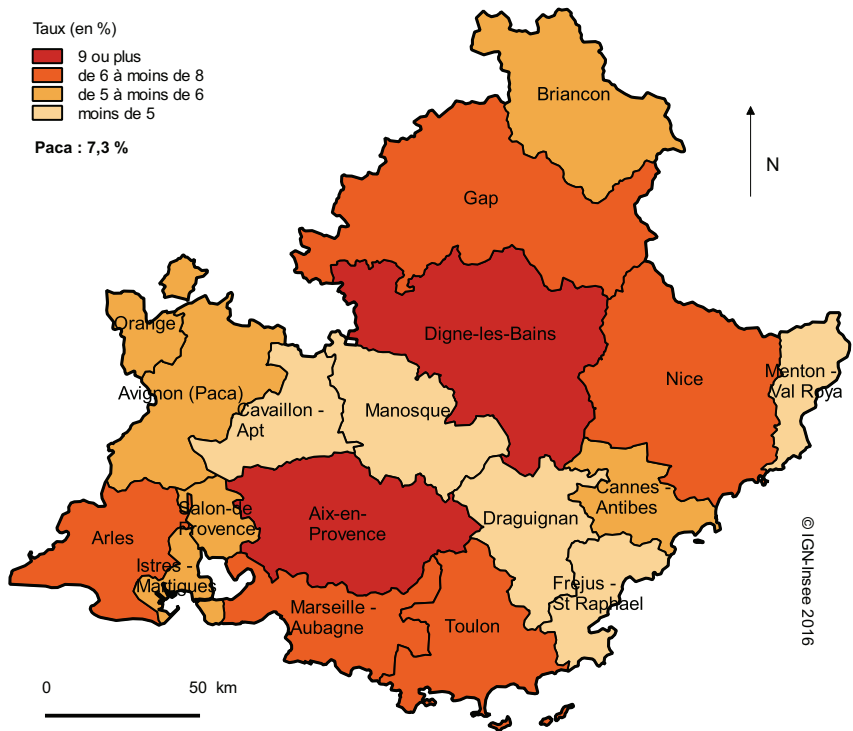 Taux (en %)
9 ou plus
de 6 à moins de 8
de 5 à moins de 6
moins de 5
Paca : 7,3 %
Briancon
N
Gap
Orange
Digne-les-Bains
Menton -
Val Roya
Nice
Avignon (Paca)
Cavaillon -
Apt
Manosque
Cannes -
Antibes
Salon-de
Provence
Aix-en-
Provence
Draguignan
Arles
Istres -
Martigues
Fréjus -
St Raphael
Marseille -
Aubagne
Toulon
© IGN-Insee 2016
0 50 km